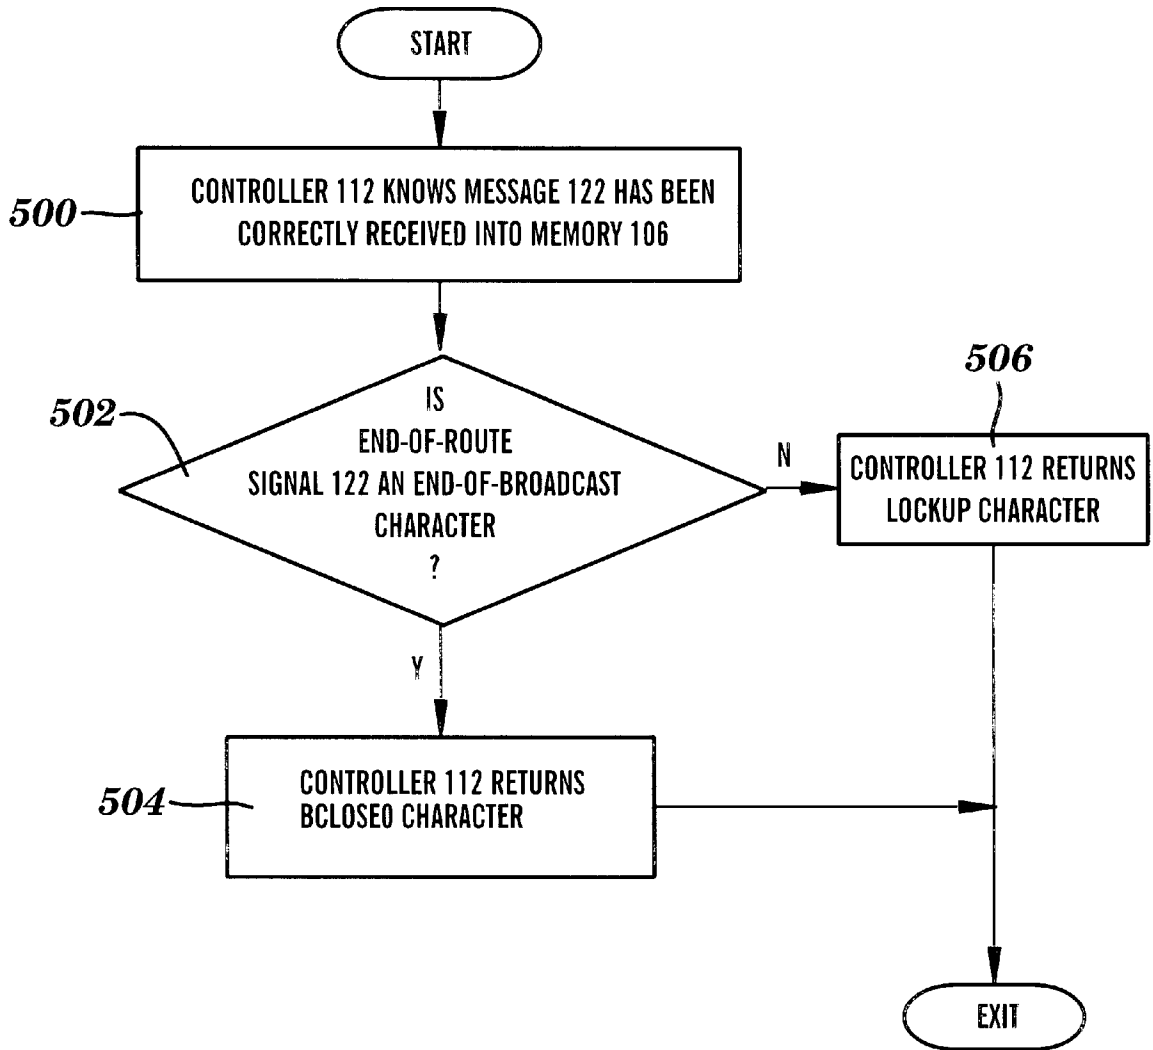 START
500
CONTROLLER 112 KNOWS MESSAGE 122 HAS BEEN
CORRECTLY RECEIVED INTO MEMORY 106
502
IS
END-OF-ROUTE
SIGNAL 122 AN END-OF-BROADCAST
CHARACTER
?
N
506
CONTROLLER 112 RETURNS
LOCKUP CHARACTER
Y
504
CONTROLLER 112 RETURNS
BCLOSE0 CHARACTER
EXIT